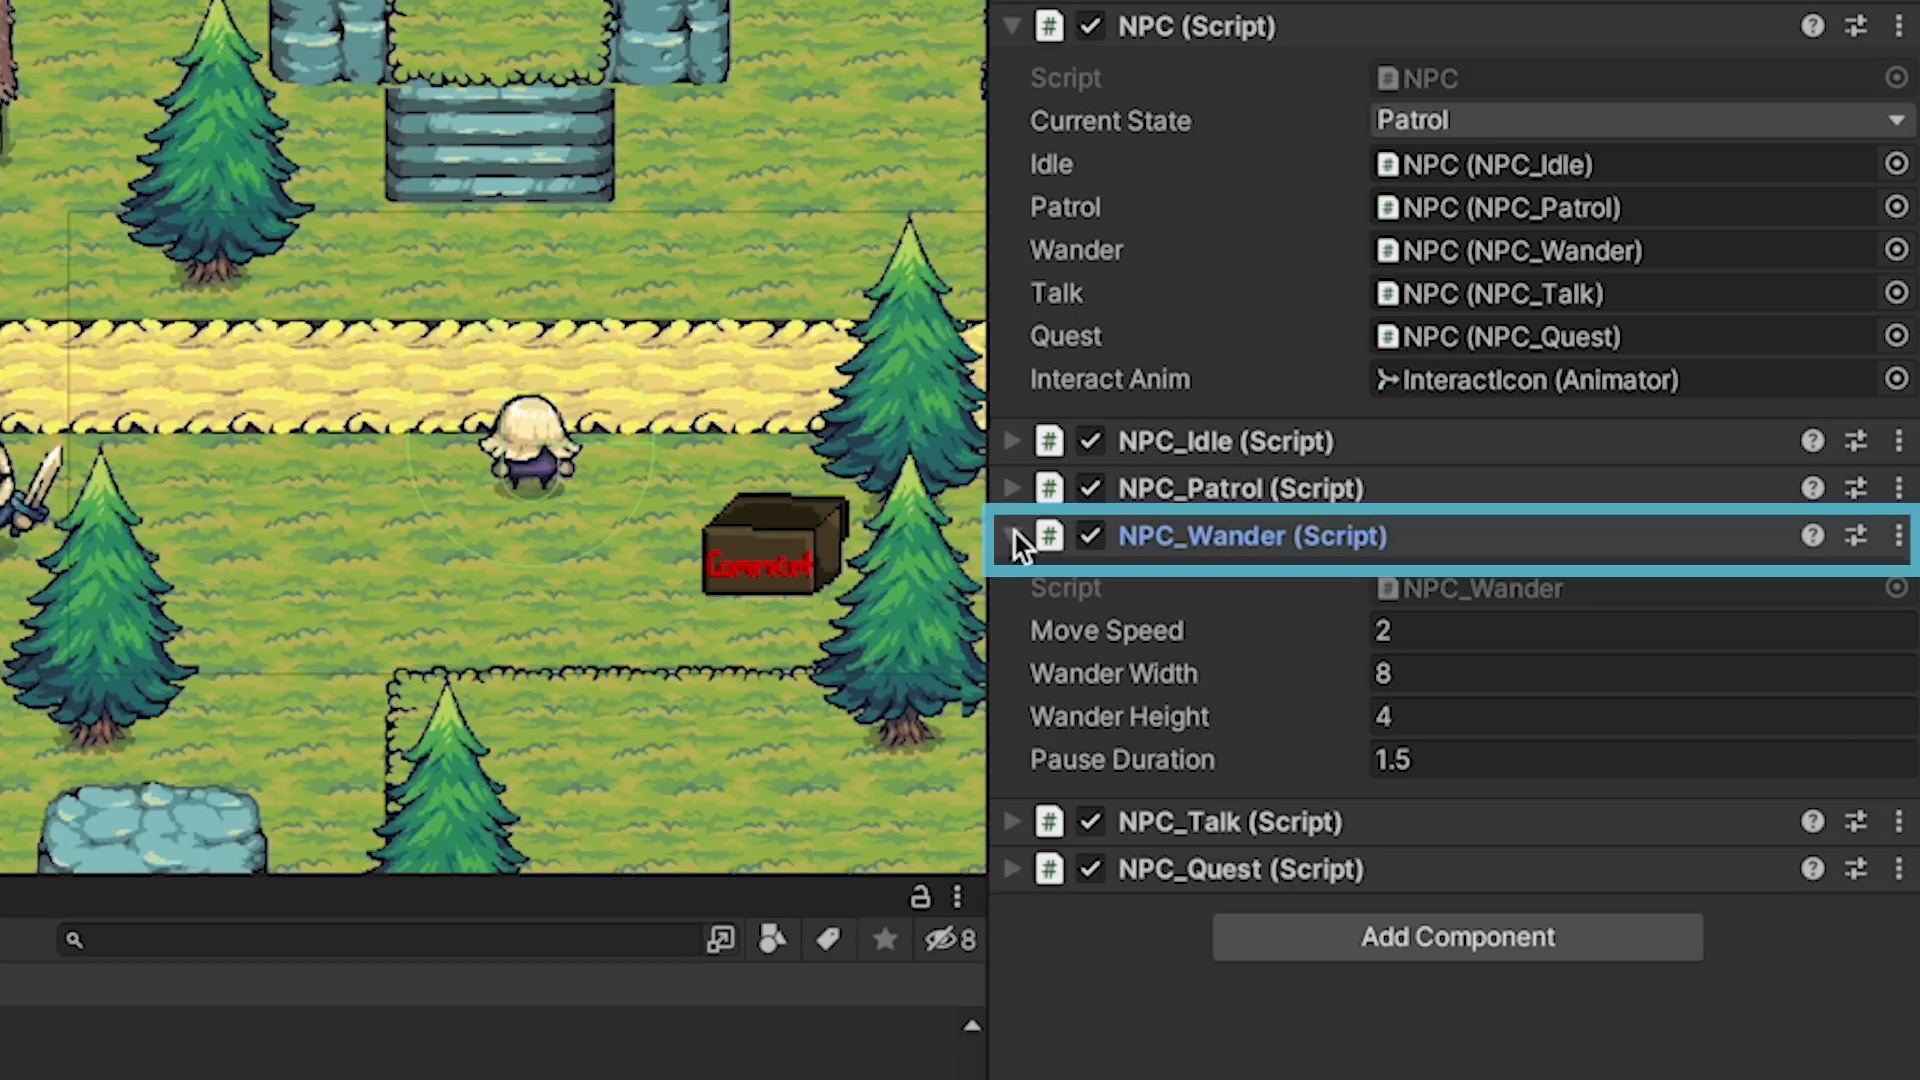 NPC (Script)
Script NPC
Current State Patrol
Idle NPC (NPC_Idle)
Patrol NPC (NPC_Patrol)
Wander NPC (NPC_Wander)
Talk NPC (NPC_Talk)
Quest NPC (NPC_Quest)
Interact Anim InteractIcon (Animator)
NPC_Idle (Script)
NPC_Patrol (Script)
NPC_Wander (Script)
Script NPC_Wander
Move Speed 2
Wander Width 8
Wander Height 4
Pause Duration 1.5
NPC_Talk (Script)
NPC_Quest (Script)
8
Add Component